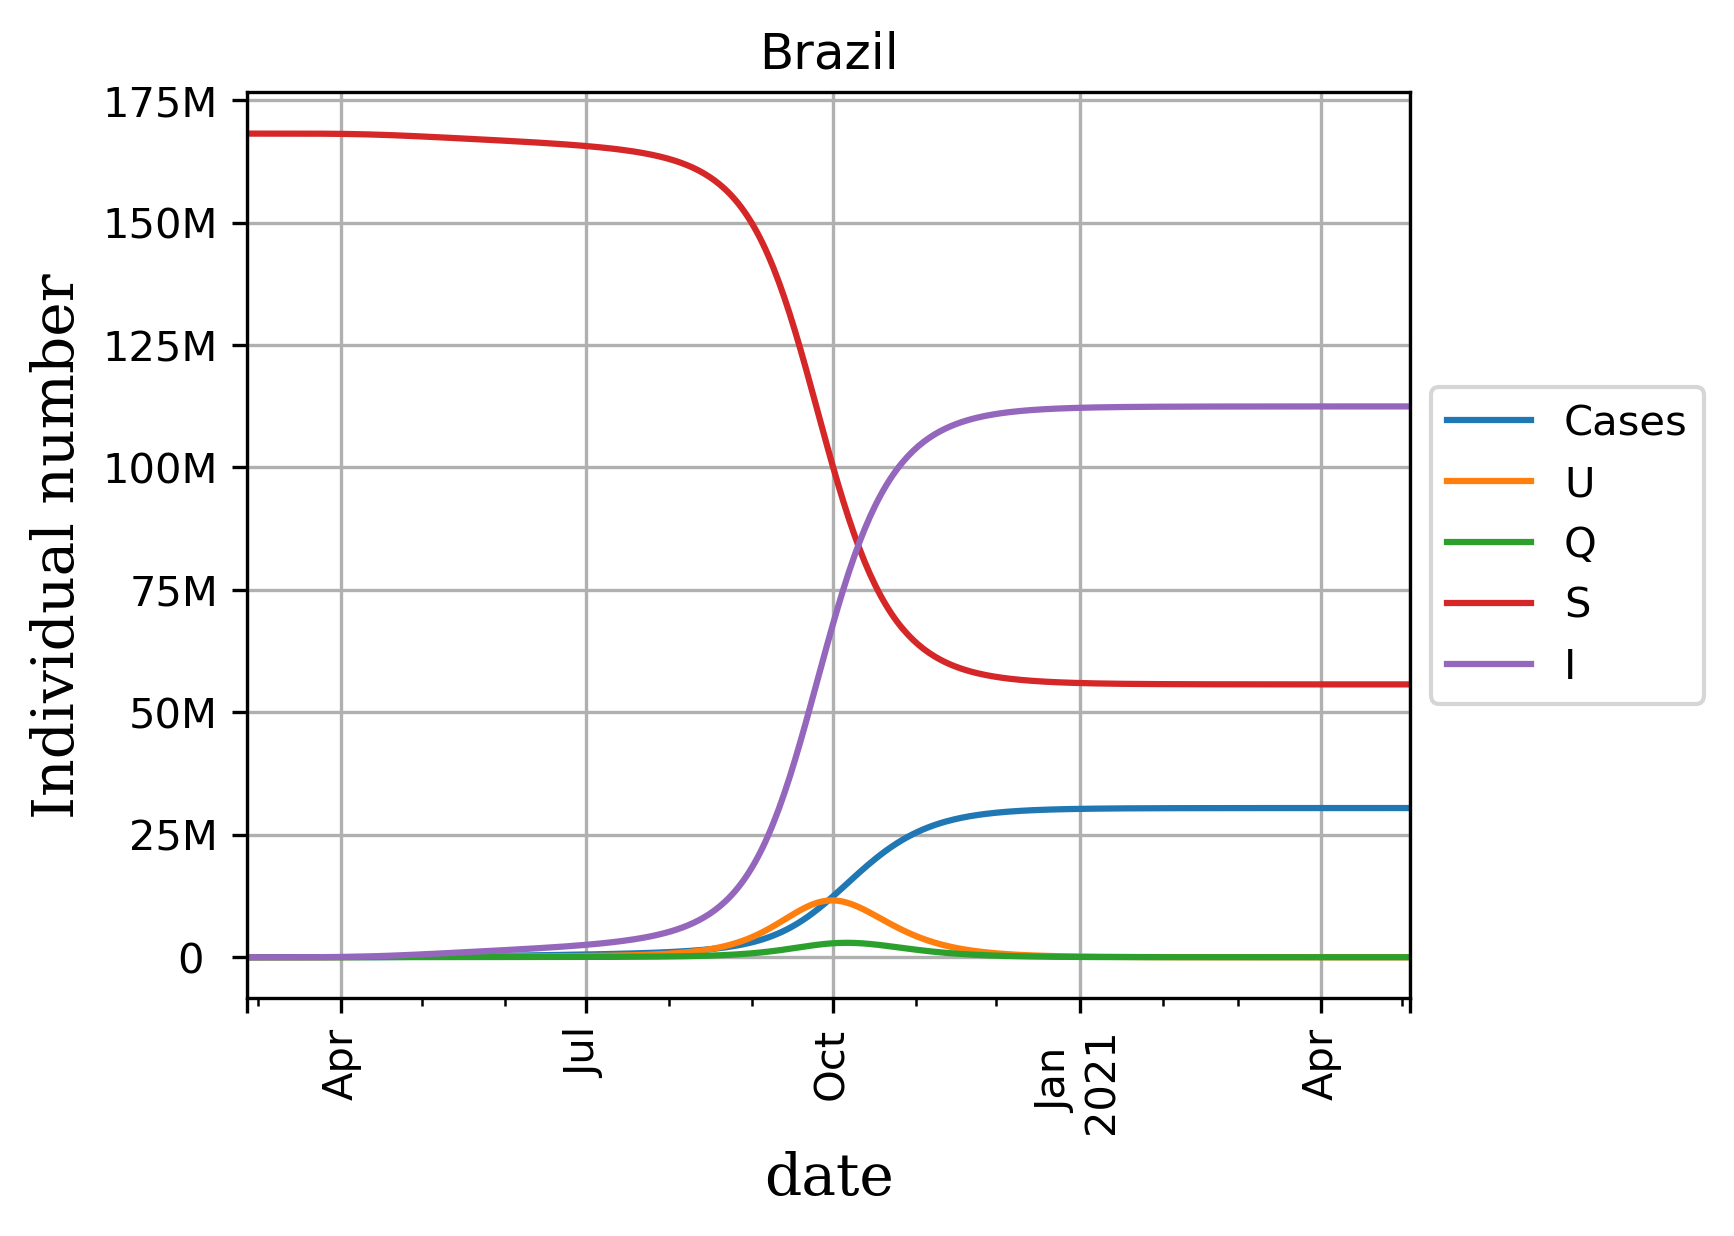 Brazil
175M
150M
125M
100M
75M
50M
25M
0
Individual number
Apr
Jul
Oct
Jan
2021
Apr
date
Cases
U
Q
S
I